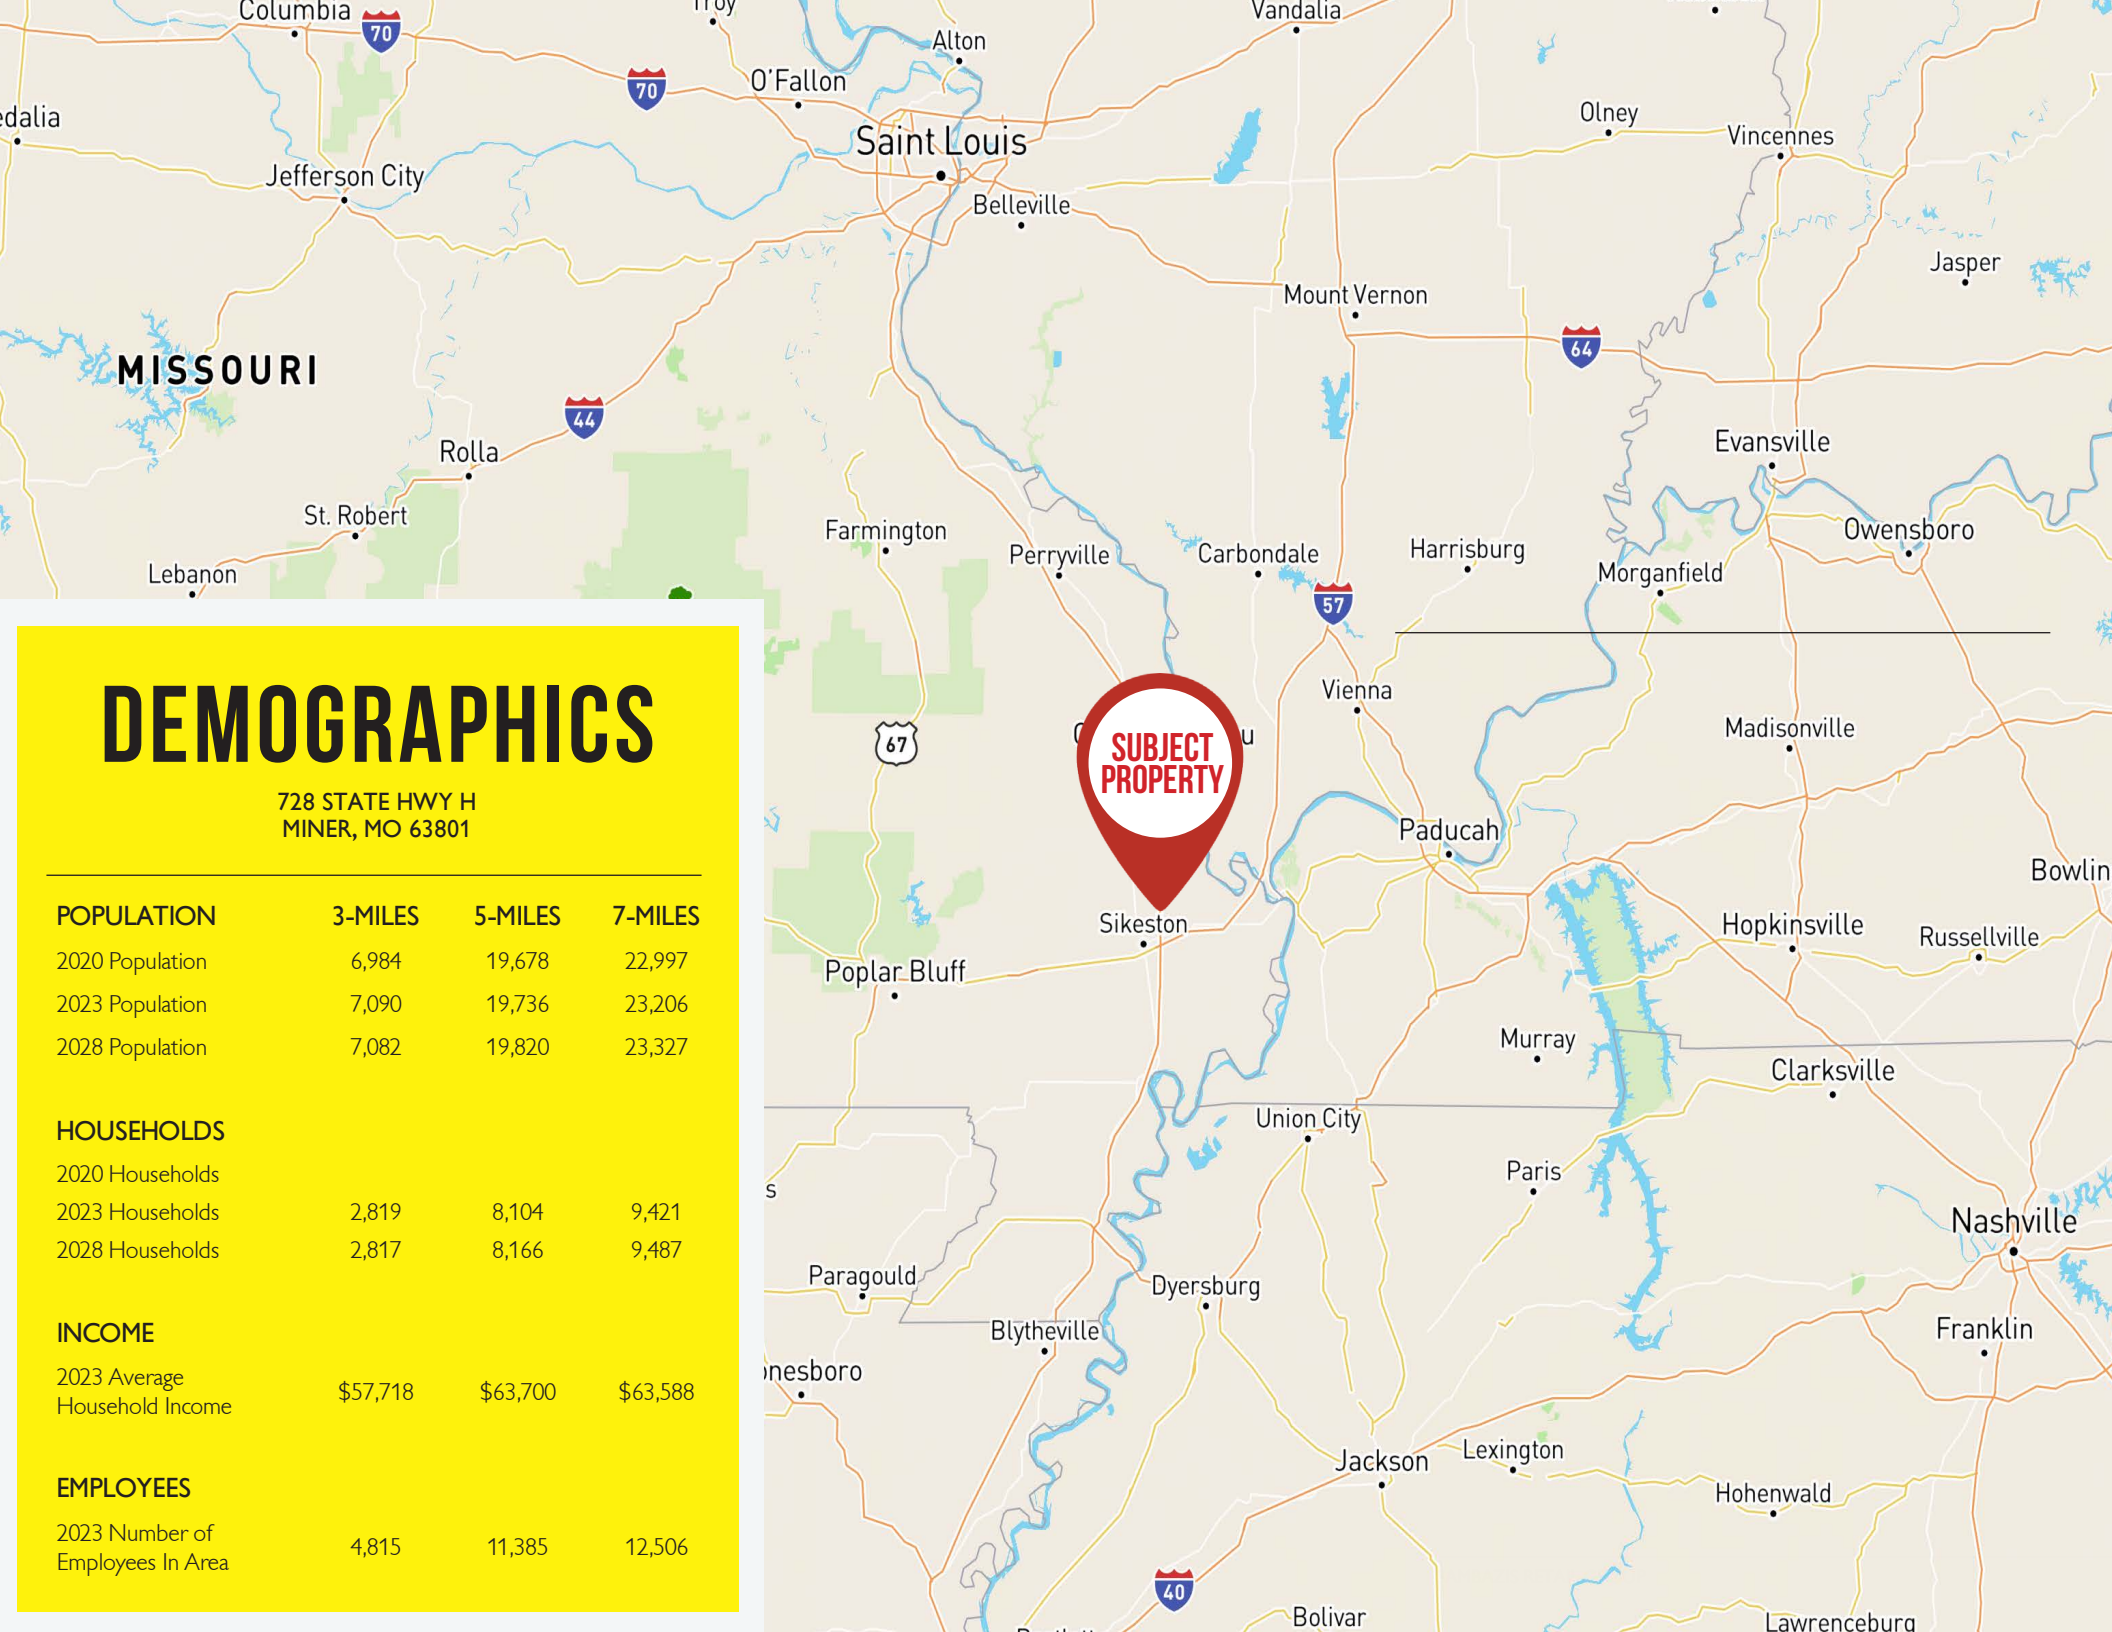 Columbia
70
Troy
Alton
Vandalia
70
O'Fallon
edalia
Saint Louis
Olney
Vincennes
Jefferson City
Belleville
Jasper
Mount Vernon
64
MISSOURI
44
Rolla
Evansville
St. Robert
Farmington
Perryville
Carbondale
Harrisburg
Owensboro
Lebanon
Morganfield
57
Vienna
67
SUBJECT
PROPERTY
u
Madisonville
Paducah
Bowlin
Sikeston
Hopkinsville
Russellville
Poplar Bluff
Murray
Clarksville
Union City
Paris
s
Nashville
Paragould
Dyersburg
Blytheville
Franklin
onesboro
Jackson
Lexington
Hohenwald
40
Bolivar
Lawrenceburg
DEMOGRAPHICS
728 STATE HWY H
MINER, MO 63801
POPULATION 3-MILES 5-MILES 7-MILES
2020 Population 6,984 19,678 22,997
2023 Population 7,090 19,736 23,206
2028 Population 7,082 19,820 23,327
HOUSEHOLDS
2020 Households
2023 Households 2,819 8,104 9,421
2028 Households 2,817 8,166 9,487
INCOME
2023 Average
Household Income $57,718 $63,700 $63,588
EMPLOYEES
2023 Number of
Employees In Area 4,815 11,385 12,506